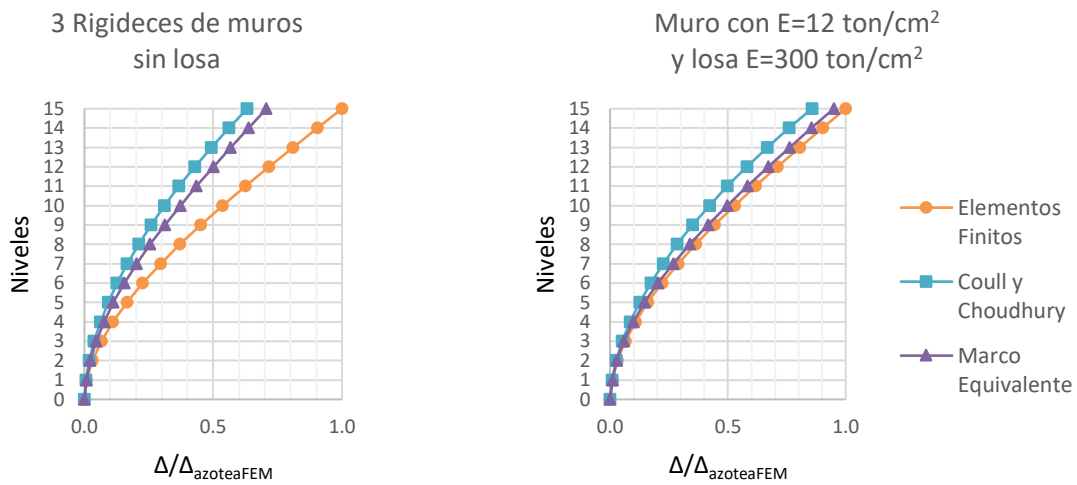 3 Rigideces de muros
sin losa
Niveles
15
14
13
12
11
10
9
8
7
6
5
4
3
2
1
0
0.0 0.5 1.0
Δ/ΔazoteaFEM
Muro con E=12 ton/cm²
y losa E=300 ton/cm²
Niveles
15
14
13
12
11
10
9
8
7
6
5
4
3
2
1
0
0.0 0.5 1.0
Δ/ΔazoteaFEM
Elementos
Finitos
Coull y
Choudhury
Marco
Equivalente